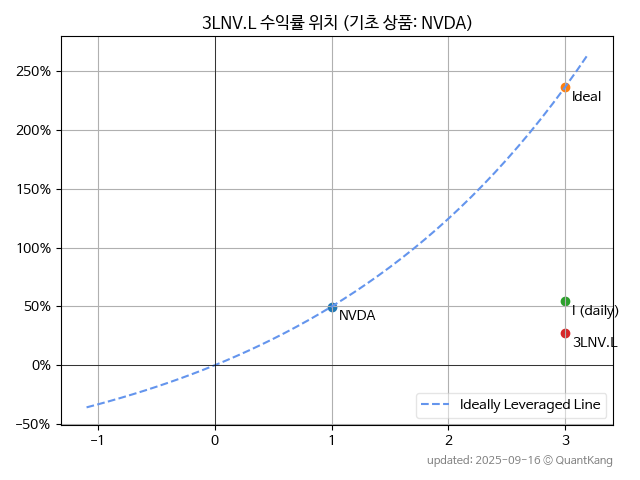 3LNV.L 수익률 위치 (기초 상품: NVDA)
250%
200%
150%
100%
50%
0%
−50%
Ideal
NVDA
I (daily)
3LNV.L
Ideally Leveraged Line
−1
0
1
2
3
updated: 2025-09-16 © QuantKang